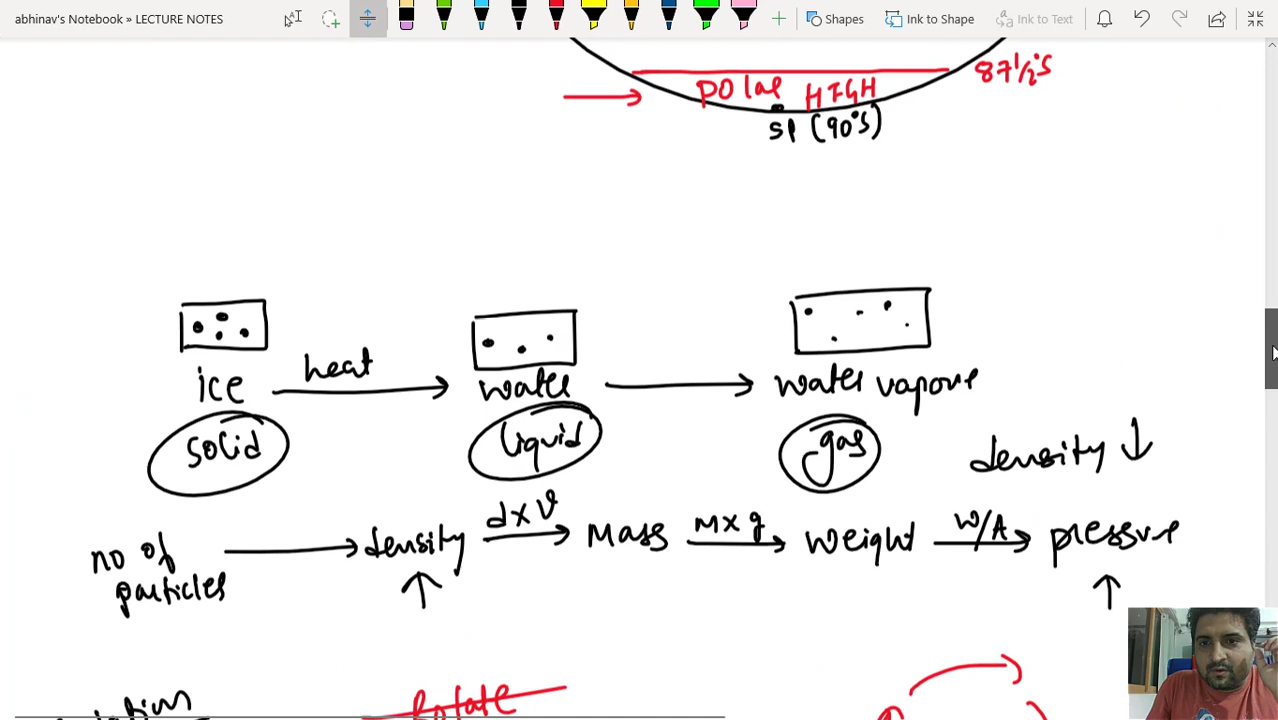 abhinav's Notebook » LECTURE NOTES
Shapes
Ink to Shape
Ink to Text
87½°S
polar HIGH
SP (90°S)
ice heat water water vapour
solid liquid gas
density ↓
no of particles → density d×v → Mass M×g → weight W/A → pressure
↑ ↑
Rotate